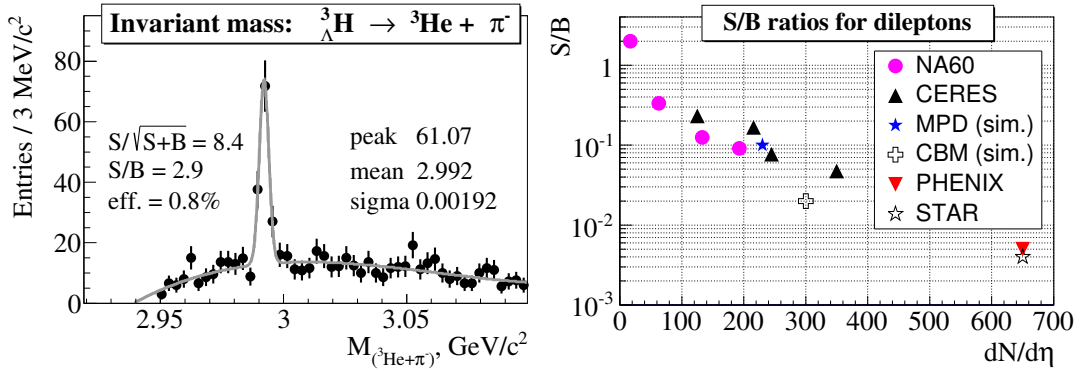 Invariant mass: ³ΛH → ³He + π⁻
Entries / 3 MeV/c²
80
60
40
20
0
S/√S+B = 8.4
S/B = 2.9
eff. = 0.8%
peak 61.07
mean 2.992
sigma 0.00192
2.95 3 3.05
M(³He+π⁻), GeV/c²
S/B ratios for dileptons
S/B
1
10⁻¹
10⁻²
10⁻³
NA60
CERES
MPD (sim.)
CBM (sim.)
PHENIX
STAR
0 100 200 300 400 500 600 700
dN/dη